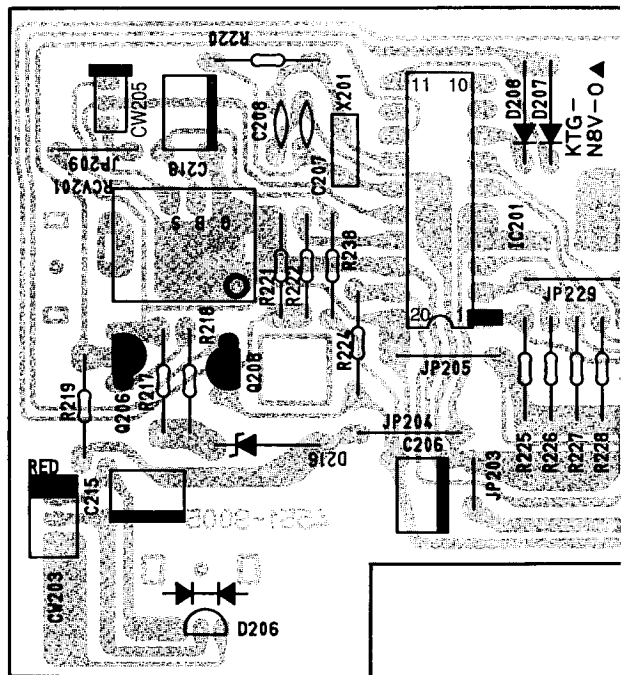 R220
CW205
C208
X201
11 10
D208
D207
KTG-
N8V-0
JP209
C218
RCV201
C207
G B S
IC201
R221
R222
R238
20 1
JP229
R218
R224
JP205
R219
Q206
R217
Q208
JP204
D216
C206
JP203
R225
R226
R227
R228
RED
C215
CW203
D206